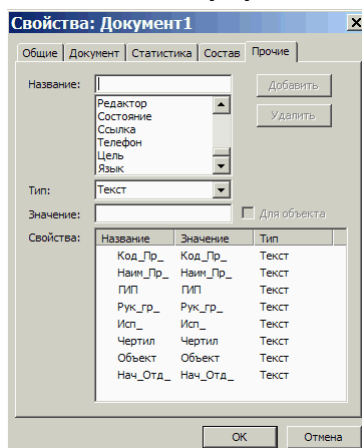 Свойства: Документ1
Общие Документ Статистика Состав Прочие
Название:
Добавить
Редактор
Состояние
Ссылка
Телефон
Цель
Язык
Удалить
Тип: Текст
Значение: Для объекта
Свойства: Название Значение Тип
Код_Пр_ Код_Пр_ Текст
Наим_Пр_ Наим_Пр_ Текст
ГИП ГИП Текст
Рук_гр_ Рук_гр_ Текст
Исп_ Исп_ Текст
Чертил Чертил Текст
Объект Объект Текст
Нач_Отд_ Нач_Отд_ Текст
ОК Отмена